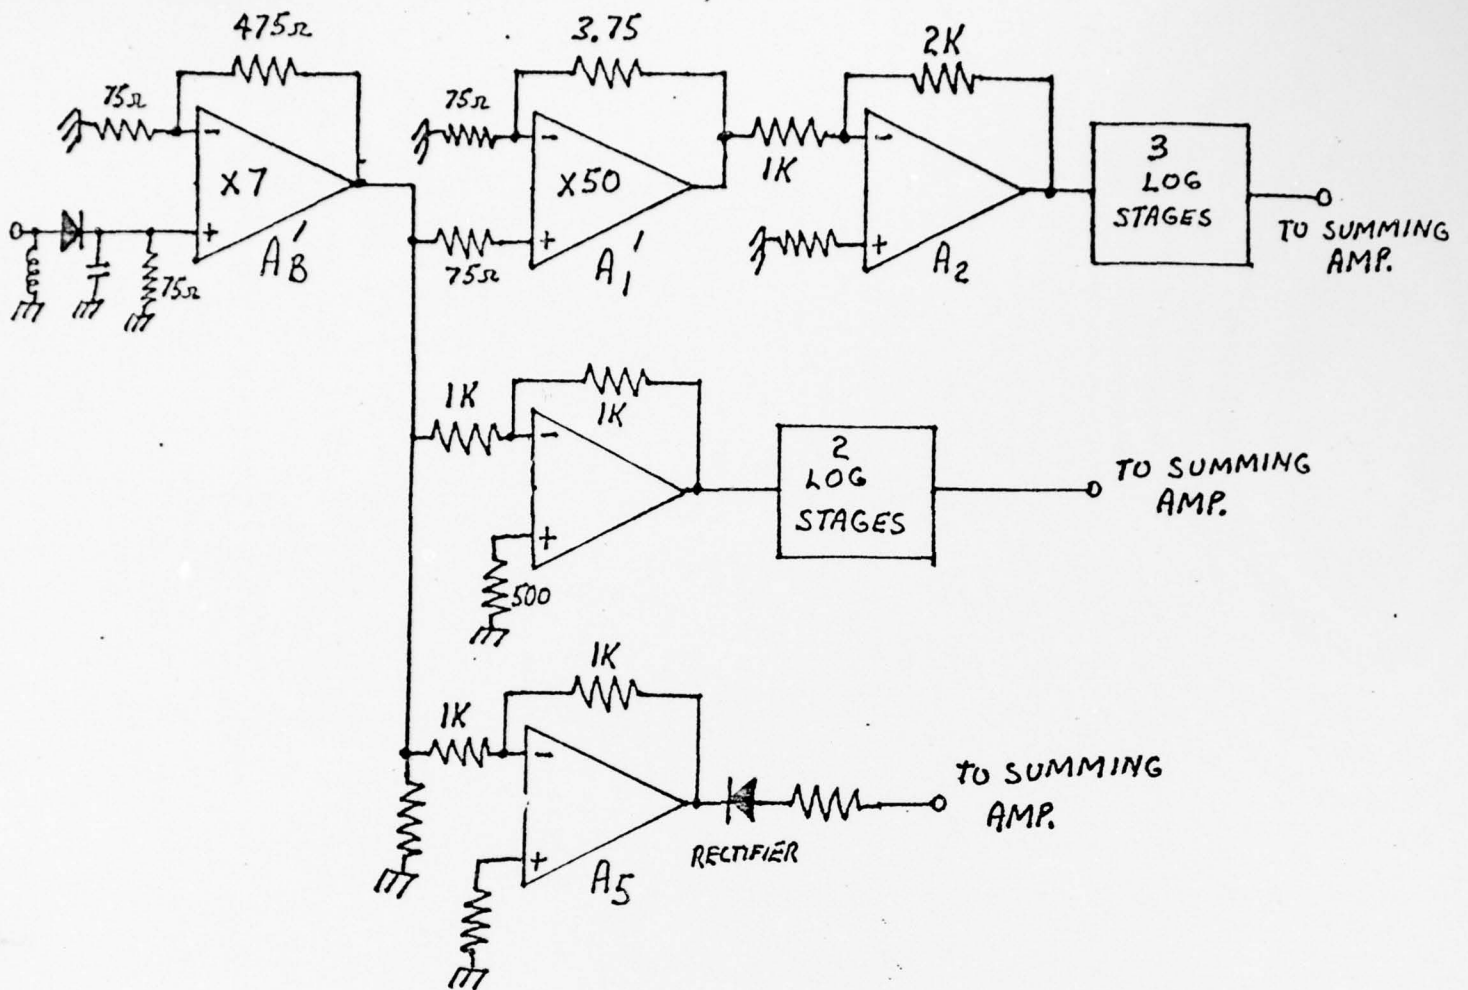 475Ω
3.75
2K
75Ω
-
X7
+
75Ω
A'B
75Ω
-
X50
+
75Ω
A'1
1K
-
+
A2
3
LOG
STAGES
TO SUMMING
AMP.
1K
1K
-
+
500
2
LOG
STAGES
TO SUMMING
AMP.
1K
1K
-
+
A5
RECTIFIER
TO SUMMING
AMP.